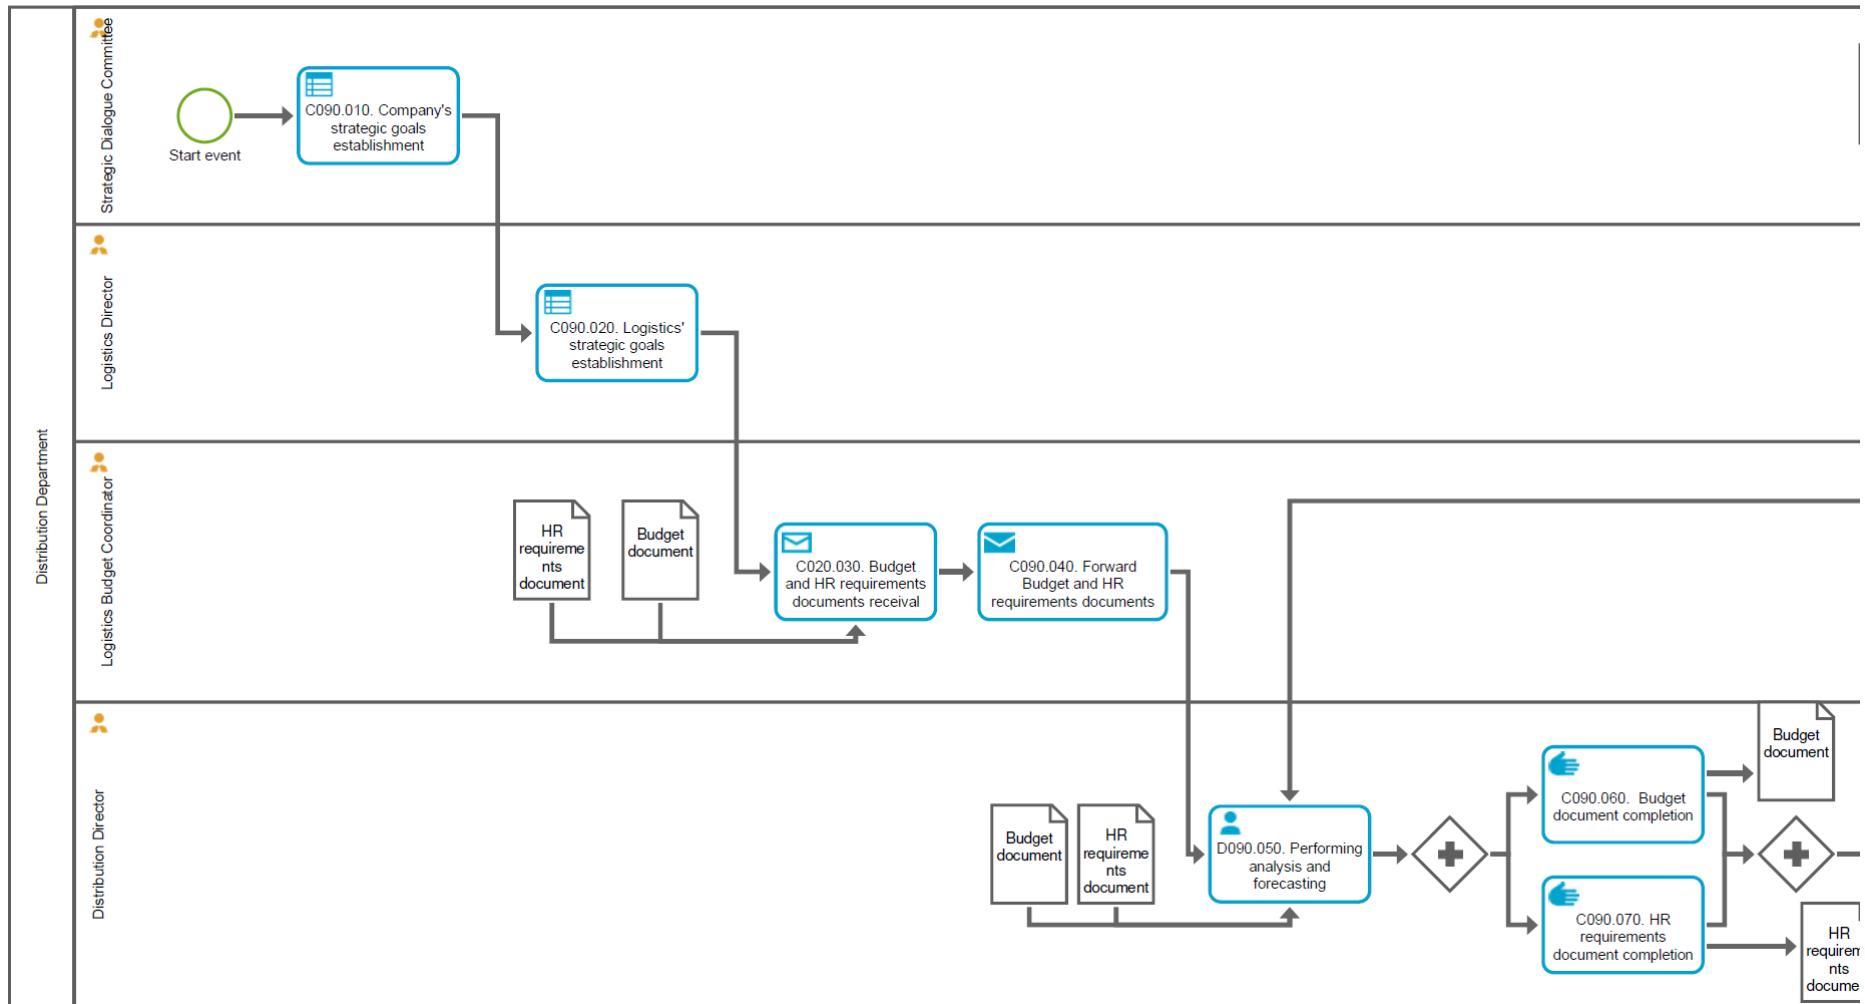 Distribution Department
Strategic Dialogue Committee
Start event
C090.010. Company's
strategic goals
establishment
Logistics Director
C090.020. Logistics'
strategic goals
establishment
Logistics Budget Coordinator
HR
requireme
nts
document
Budget
document
C020.030. Budget
and HR requirements
documents receival
C090.040. Forward
Budget and HR
requirements documents
Distribution Director
Budget
document
HR
requireme
nts
document
D090.050. Performing
analysis and
forecasting
C090.060. Budget
document completion
Budget
document
C090.070. HR
requirements
document completion
HR
requirem
nts
docume